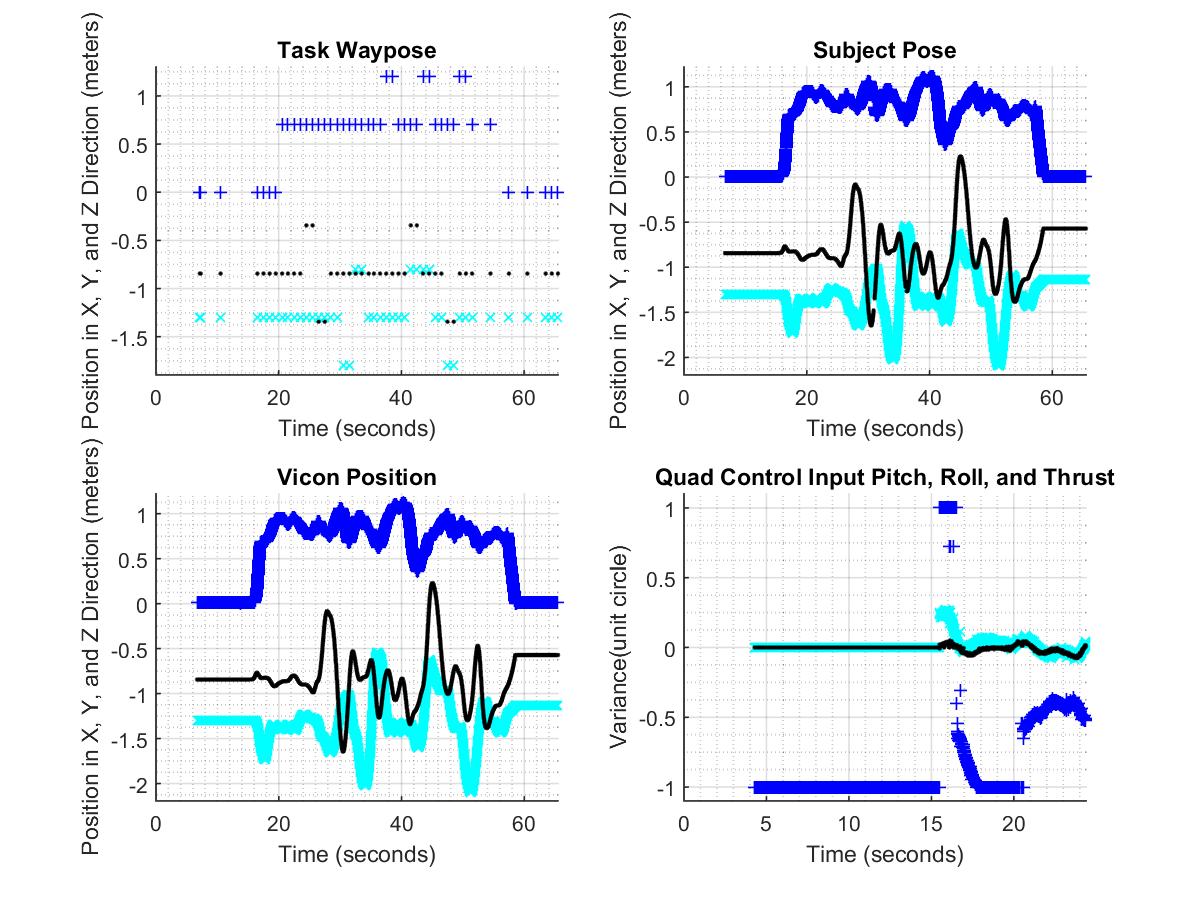 Task Waypose
Position in X, Y, and Z Direction (meters)
1
0.5
0
-0.5
-1
-1.5
0 20 40 60
Time (seconds)
Subject Pose
Position in X, Y, and Z Direction (meters)
1
0.5
0
-0.5
-1
-1.5
-2
0 20 40 60
Time (seconds)
Vicon Position
Position in X, Y, and Z Direction (meters)
1
0.5
0
-0.5
-1
-1.5
-2
0 20 40 60
Time (seconds)
Quad Control Input Pitch, Roll, and Thrust
Variance(unit circle)
1
0.5
0
-0.5
-1
0 5 10 15 20
Time (seconds)